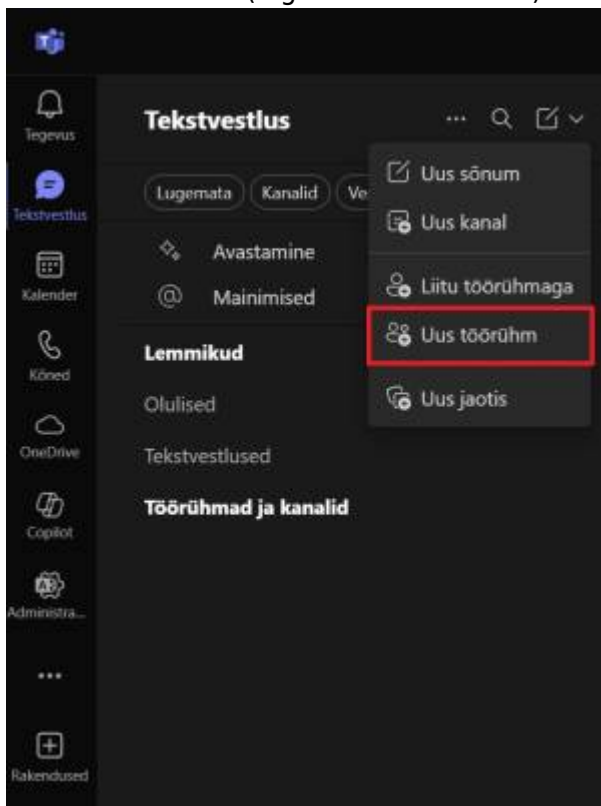 Tegevus
Tekstvestlus
Kalender
Kõned
OneDrive
Copilot
Administra...
Rakendused
Tekstvestlus
Lugemata Kanalid Ve
Avastamine
@ Mainimised
Lemmikud
Olulised
Tekstvestlused
Töörühmad ja kanalid
Uus sõnum
Uus kanal
Liitu töörühmaga
Uus töörühm
Uus jaotis